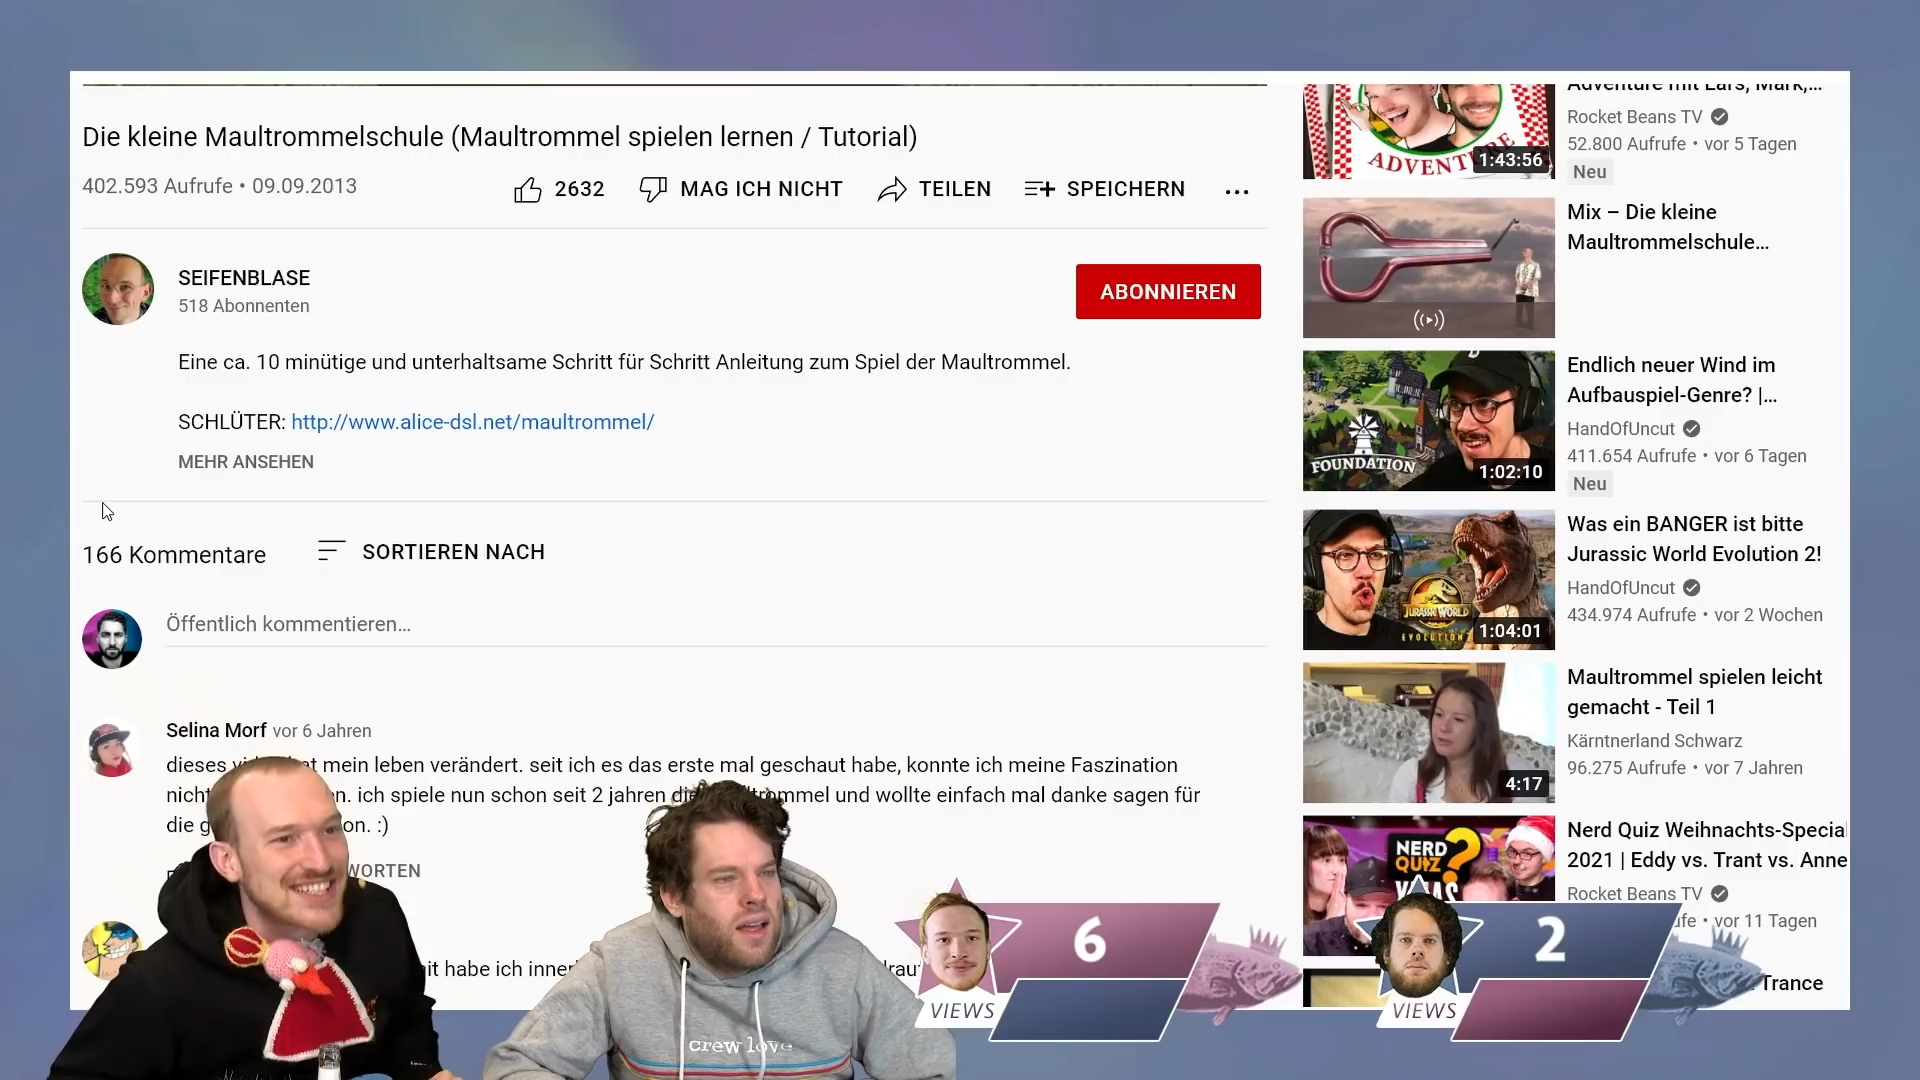 Die kleine Maultrommelschule (Maultrommel spielen lernen / Tutorial)
402.593 Aufrufe • 09.09.2013
2632
MAG ICH NICHT
TEILEN
SPEICHERN
SEIFENBLASE
518 Abonnenten
ABONNIEREN
Eine ca. 10 minütige und unterhaltsame Schritt für Schritt Anleitung zum Spiel der Maultrommel.
SCHLÜTER: http://www.alice-dsl.net/maultrommel/
MEHR ANSEHEN
166 Kommentare
SORTIEREN NACH
Öffentlich kommentieren...
Selina Morf vor 6 Jahren
dieses mein leben verändert. seit ich es das erste mal geschaut habe, konnte ich meine Faszination
nicht ich spiele nun schon seit 2 jahren und wollte einfach mal danke sagen für
die :)
habe ich
crew love
ADVENTURE
1:43:56
Adventure mit Lars, Mark,...
Rocket Beans TV
52.800 Aufrufe • vor 5 Tagen
Neu
Mix – Die kleine
Maultrommelschule...
FOUNDATION
1:02:10
Endlich neuer Wind im
Aufbauspiel-Genre? |...
HandOfUncut
411.654 Aufrufe • vor 6 Tagen
Neu
JURASSIC WORLD
EVOLUTION
1:04:01
Was ein BANGER ist bitte
Jurassic World Evolution 2!
HandOfUncut
434.974 Aufrufe • vor 2 Wochen
4:17
Maultrommel spielen leicht
gemacht - Teil 1
Kärntnerland Schwarz
96.275 Aufrufe • vor 7 Jahren
NERD
QUIZ
Nerd Quiz Weihnachts-Special
2021 | Eddy vs. Trant vs. Anne
Rocket Beans TV
• vor 11 Tagen
Trance
6
VIEWS
2
VIEWS